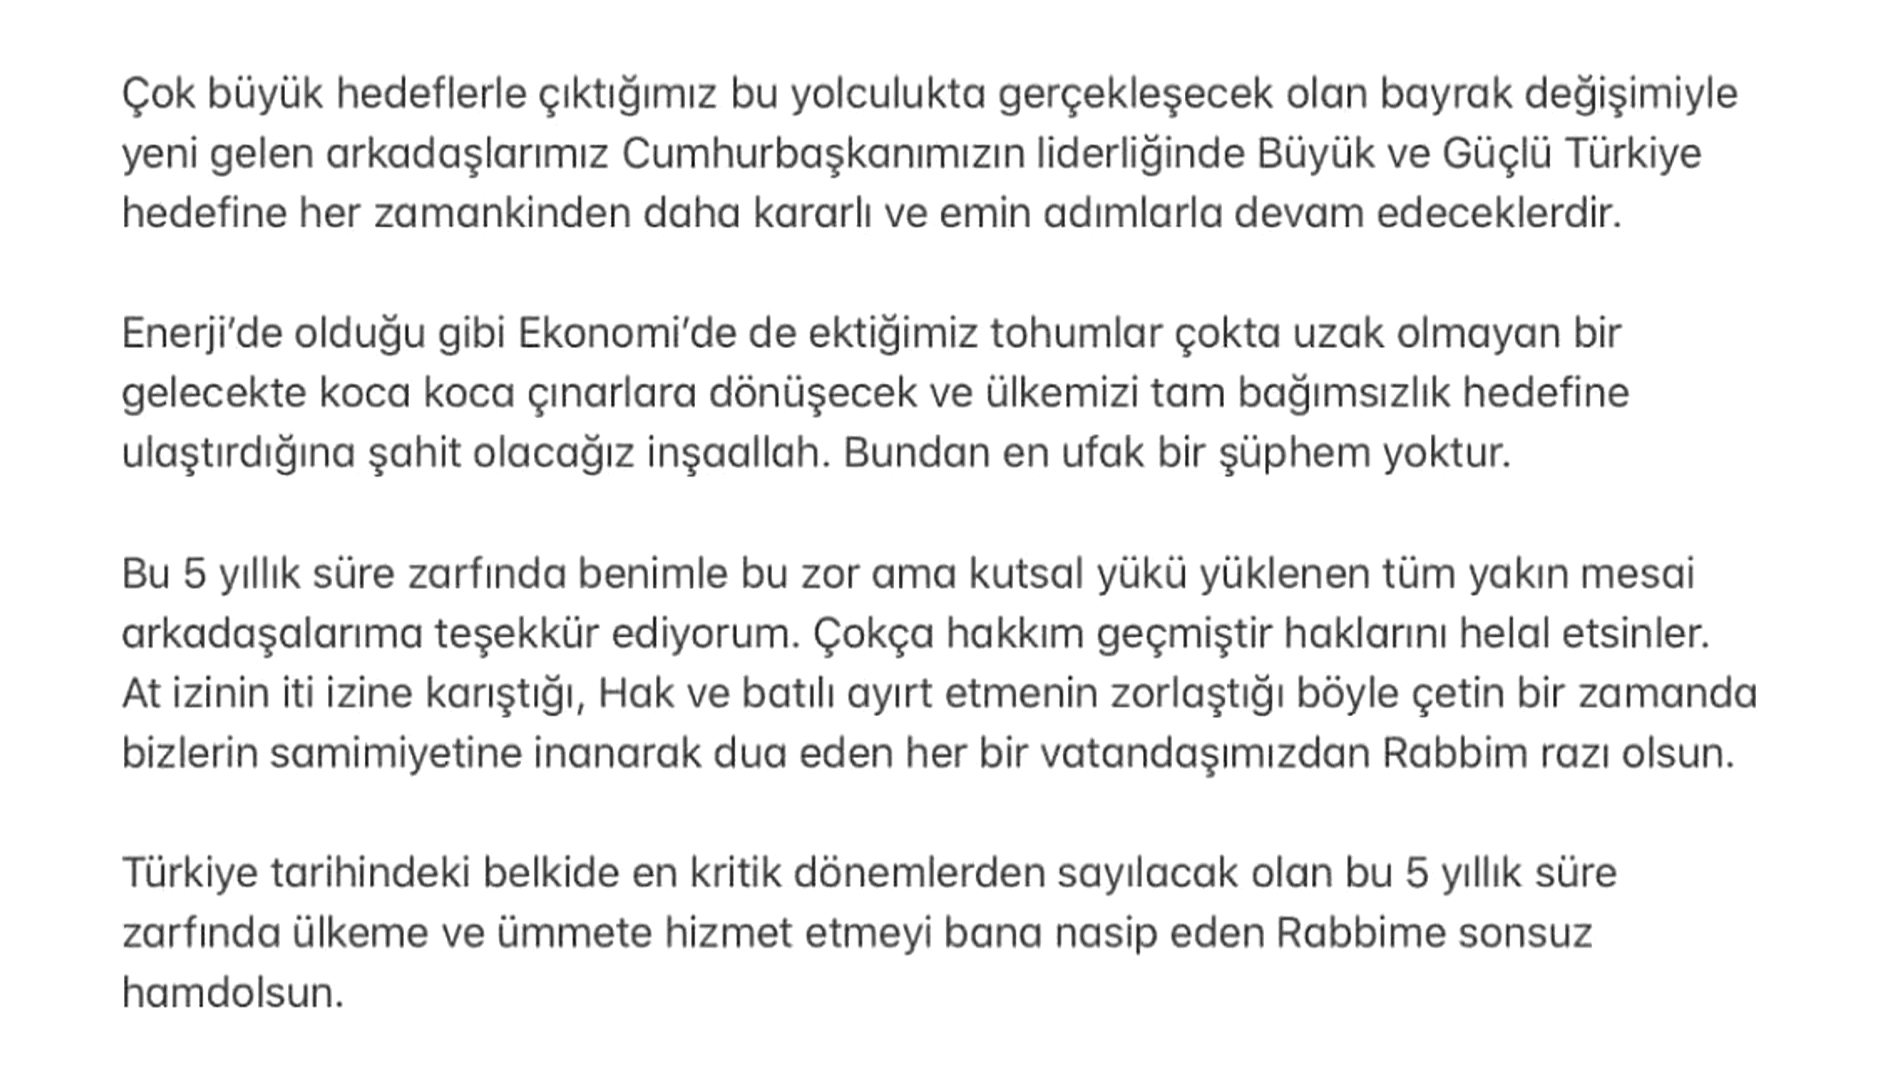 Çok büyük hedeflerle çıktığımız bu yolculukta gerçekleşecek olan bayrak değişimiyle
yeni gelen arkadaşlarımız Cumhurbaşkanımızın liderliğinde Büyük ve Güçlü Türkiye
hedefine her zamankinden daha kararlı ve emin adımlarla devam edeceklerdir.
Enerji’de olduğu gibi Ekonomi’de de ektiğimiz tohumlar çokta uzak olmayan bir
gelecekte koca koca çınarlara dönüşecek ve ülkemizi tam bağımsızlık hedefine
ulaştırdığına şahit olacağız inşaallah. Bundan en ufak bir şüphem yoktur.
Bu 5 yıllık süre zarfında benimle bu zor ama kutsal yükü yüklenen tüm yakın mesai
arkadaşalarıma teşekkür ediyorum. Çokça hakkım geçmiştir haklarını helal etsinler.
At izinin iti izine karıştığı, Hak ve batılı ayırt etmenin zorlaştığı böyle çetin bir zamanda
bizlerin samimiyetine inanarak dua eden her bir vatandaşımızdan Rabbim razı olsun.
Türkiye tarihindeki belkide en kritik dönemlerden sayılacak olan bu 5 yıllık süre
zarfında ülkeme ve ümmete hizmet etmeyi bana nasip eden Rabbime sonsuz
hamdolsun.